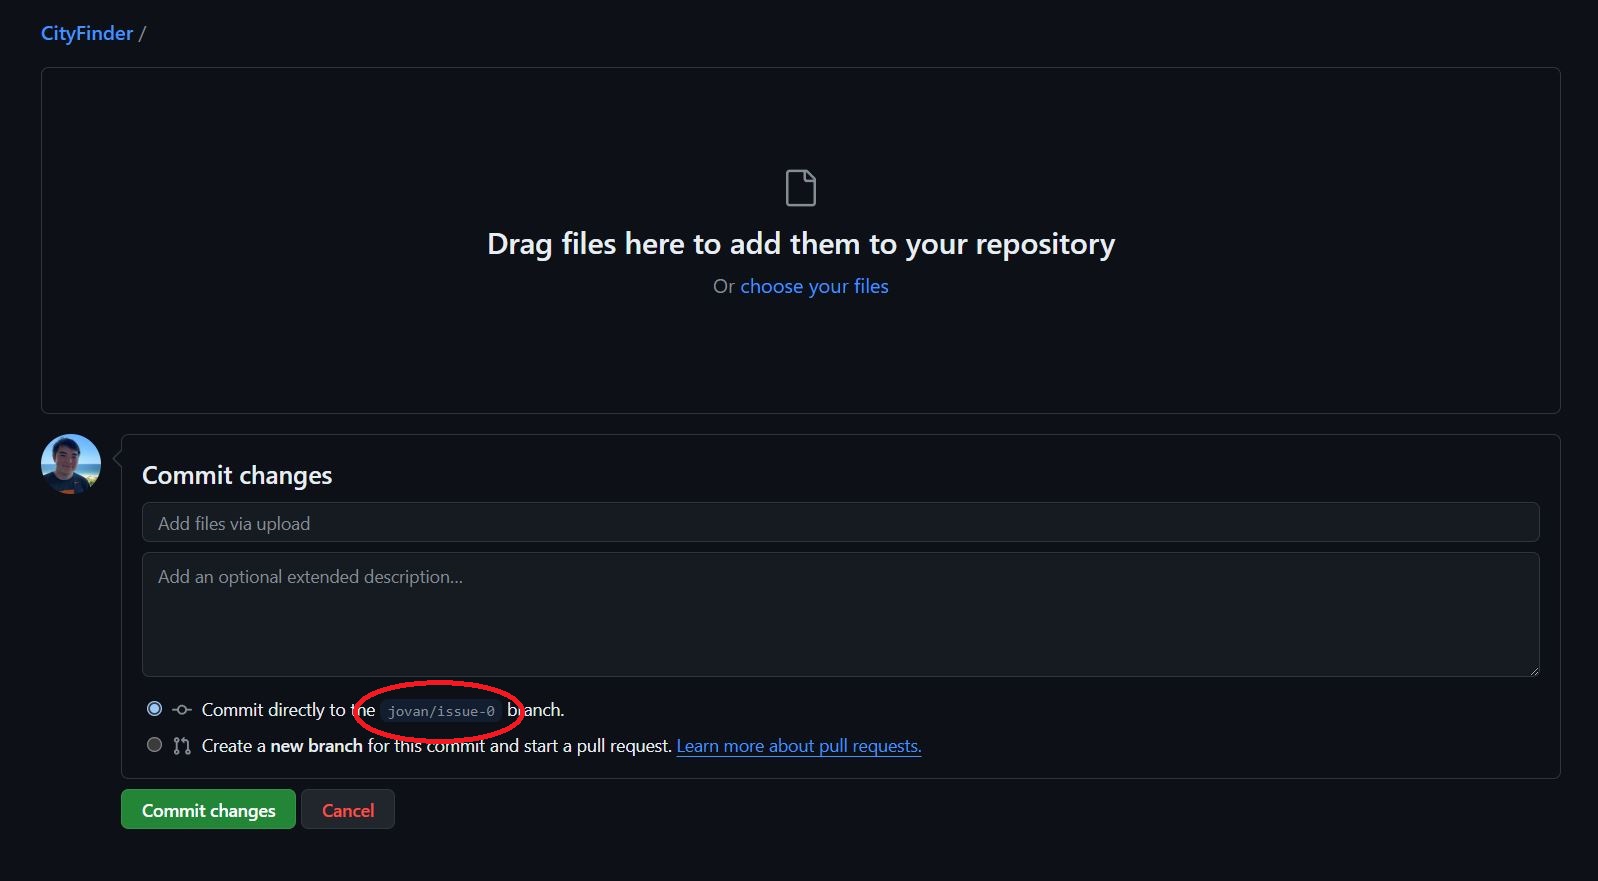 CityFinder /
Drag files here to add them to your repository
Or choose your files
Commit changes
Add files via upload
Add an optional extended description...
Commit directly to the jovan/issue-0 branch.
Create a new branch for this commit and start a pull request. Learn more about pull requests.
Commit changes Cancel